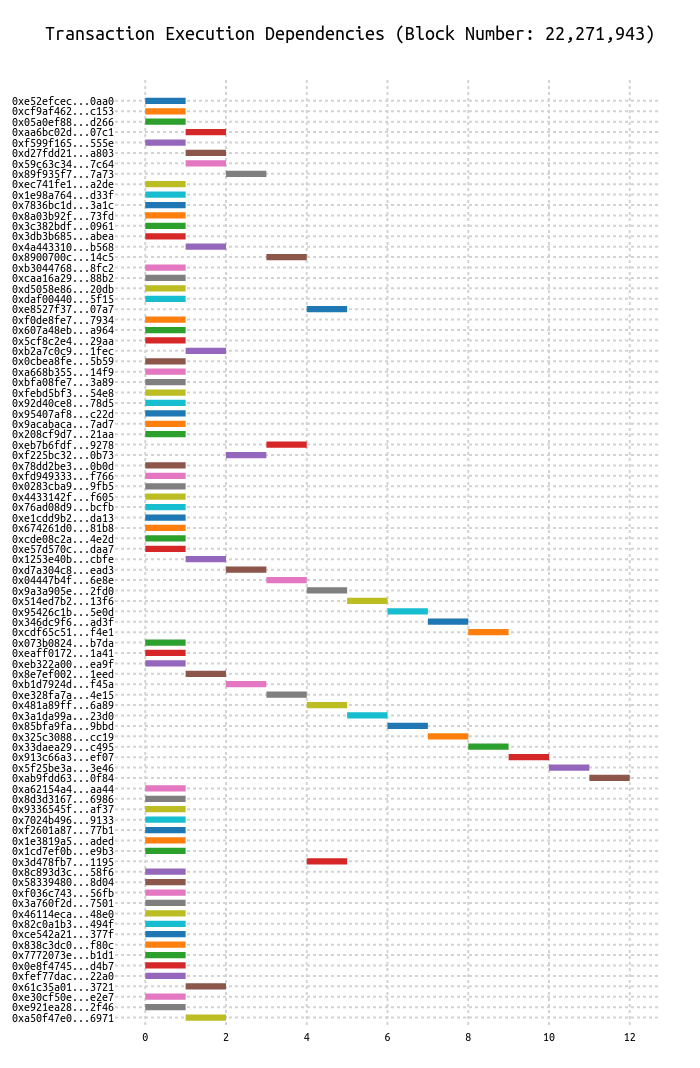 Transaction Execution Dependencies (Block Number: 22,271,943)
0xe52efcec...0aa0
0xcf9af462...c153
0x05a0ef88...d266
0xaa6bc02d...07c1
0xf599f165...555e
0xd27fdd21...a803
0x59c63c34...7c64
0x89f935f7...7a73
0xec741fe1...a2de
0x1e98a764...d33f
0x7836bc1d...3a1c
0x8a03b92f...73fd
0x3c382bdf...0961
0x3db3b685...abea
0x4a443310...b568
0x8900700c...14c5
0xb3044768...8fc2
0xcaa16a29...88b2
0xd5058e86...20db
0xdaf00440...5f15
0xe8527f37...07a7
0xf0de8fe7...7934
0x607a48eb...a964
0x5cf8c2e4...29aa
0xb2a7c0c9...1fec
0x0cbea8fe...5b59
0xa668b355...14f9
0xbfa08fe7...3a89
0xfebd5bf3...54e8
0x92d40ce8...78d5
0x95407af8...c22d
0x9acabaca...7ad7
0x208cf9d7...21aa
0xeb7b6fdf...9278
0xf225bc32...0b73
0x78dd2be3...0b0d
0xfd949333...f766
0x0283cba9...9fb5
0x4433142f...f605
0x76ad08d9...bcfb
0xe1cdd9b2...da13
0x674261d0...81b8
0xcde08c2a...4e2d
0xe57d570c...daa7
0x1253e40b...cbfe
0xd7a304c8...ead3
0x04447b4f...6e8e
0x9a3a905e...2fd0
0x514ed7b2...13f6
0x95426c1b...5e0d
0x346dc9f6...ad3f
0xcdf65c51...f4e1
0x073b0824...b7da
0xeaff0172...1a41
0xeb322a00...ea9f
0x8e7ef002...1eed
0xb1d7924d...f45a
0xe328fa7a...4e15
0x481a89ff...6a89
0x3a1da99a...23d0
0x85bfa9fa...9bbd
0x325c3088...cc19
0x33daea29...c495
0x913c66a3...ef07
0x5f25be3a...3e46
0xab9fdd63...0f84
0xa62154a4...aa44
0x8d3d3167...6986
0x9336545f...af37
0x7024b496...9133
0xf2601a87...77b1
0x1e3819a5...aded
0x1cd7ef0b...e9b3
0x3d478fb7...1195
0x8c893d3c...58f6
0x58339480...8d04
0xf036c743...56fb
0x3a760f2d...7501
0x46114eca...48e0
0x82c0a1b3...494f
0xce542a21...377f
0x838c3dc0...f80c
0x7772073e...b1d1
0x0e8f4745...d4b7
0xfef77dac...22a0
0x61c35a01...3721
0xe30cf50e...e2e7
0xe921ea28...2f46
0xa50f47e0...6971
0 2 4 6 8 10 12